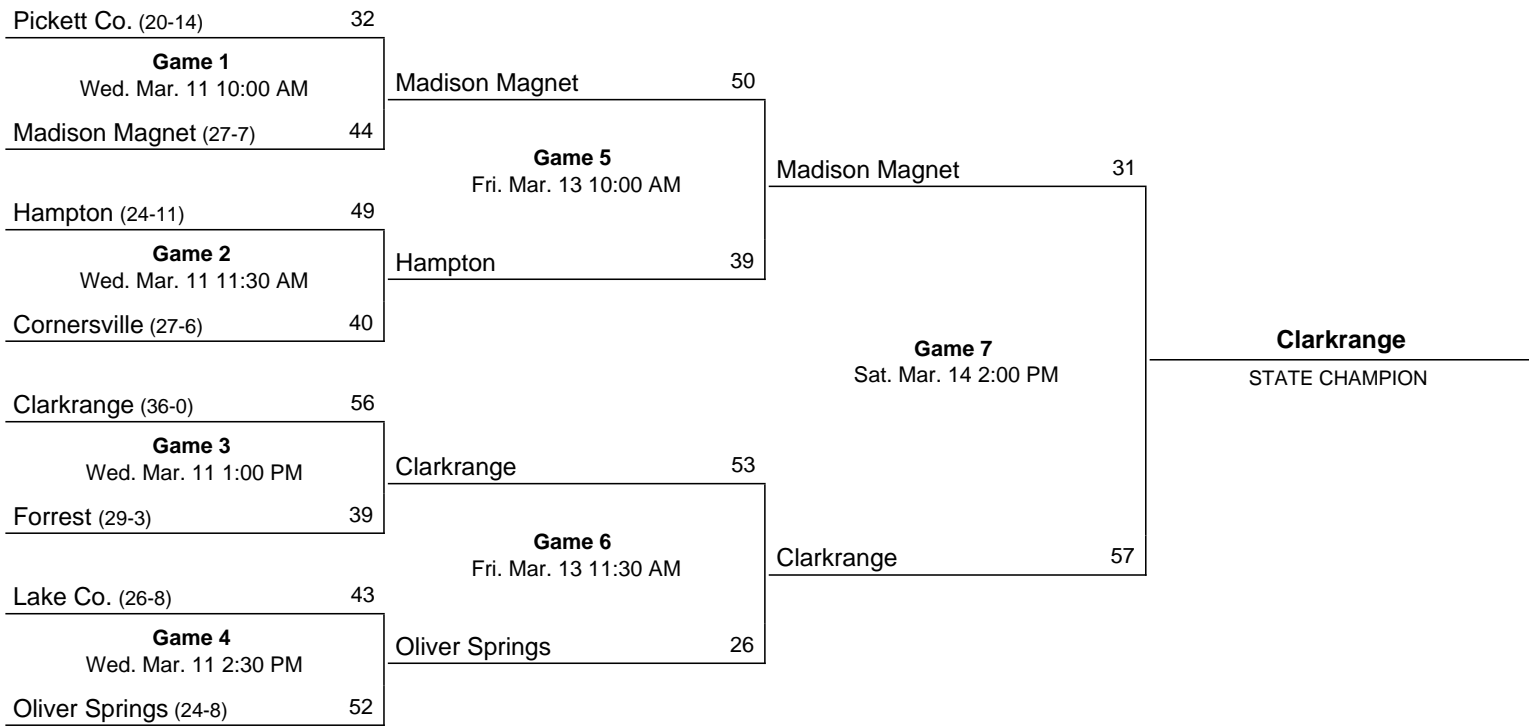 Pickett Co. (20-14) 32
Game 1
Wed. Mar. 11 10:00 AM
Madison Magnet (27-7) 44
Hampton (24-11) 49
Game 2
Wed. Mar. 11 11:30 AM
Cornersville (27-6) 40
Clarkrange (36-0) 56
Game 3
Wed. Mar. 11 1:00 PM
Forrest (29-3) 39
Lake Co. (26-8) 43
Game 4
Wed. Mar. 11 2:30 PM
Oliver Springs (24-8) 52
Madison Magnet 50
Game 5
Fri. Mar. 13 10:00 AM
Hampton 39
Clarkrange 53
Game 6
Fri. Mar. 13 11:30 AM
Oliver Springs 26
Madison Magnet 31
Game 7
Sat. Mar. 14 2:00 PM
Clarkrange 57
Clarkrange
STATE CHAMPION